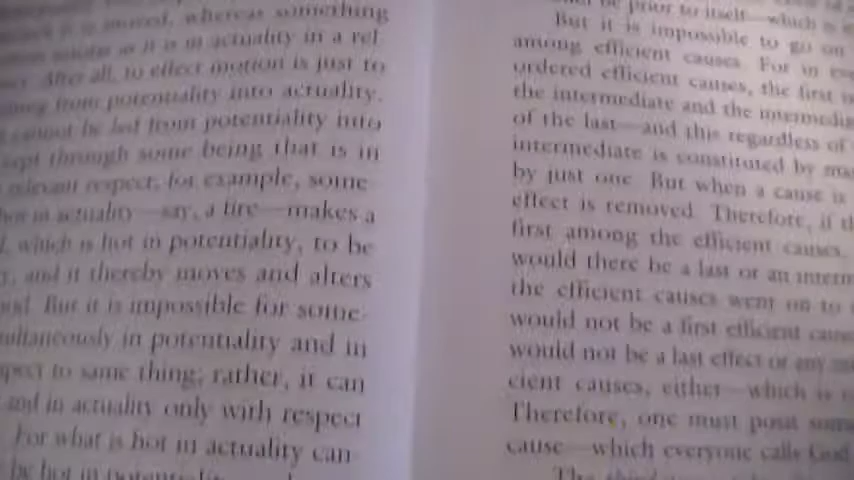 is moved, whereas something
as it is in actuality in a rel
After all, to effect motion is just to
from potentiality into actuality.
cannot be led from potentiality into
through some being that is in
relevant respect; for example, some-
hot in actuality—say, a fire—makes a
which is hot in potentiality, to be
and it thereby moves and alters
But it is impossible for some-
in potentiality and in
to same thing; rather, it can
and in actuality only with respect
For what is hot in actuality can-
be hot in
be prior to itself—which is
But it is impossible to go on
among efficient causes. For in
ordered efficient causes, the first
the intermediate and the
of the last—and this regardless of
intermediate is constituted by
by just one. But when a cause is
effect is removed. Therefore, if
first among the efficient causes,
would there be a last or an
the efficient causes went on to
would not be a first efficient
would not be a last effect or any
cient causes, either—which is
Therefore, one must posit
cause—which everyone calls God
The third